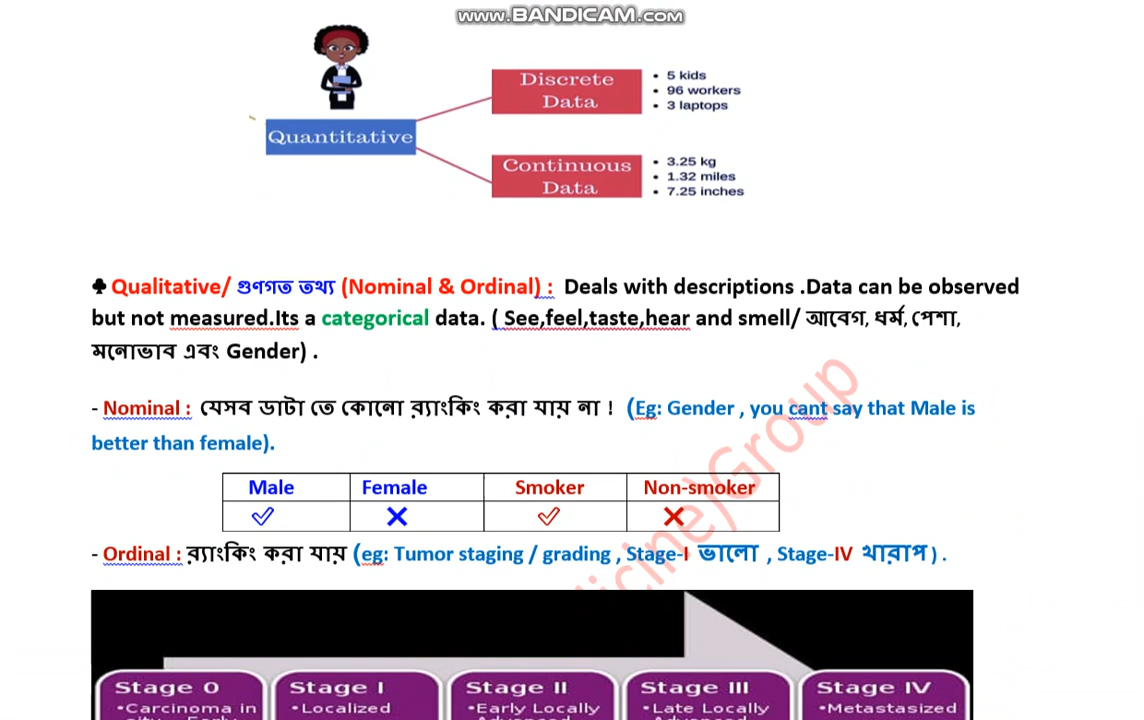 www.BANDICAM.com
Quantitative
Discrete
Data
• 5 kids
• 96 workers
• 3 laptops
Continuous
Data
• 3.25 kg
• 1.32 miles
• 7.25 inches
♣ Qualitative/ গুণগত তথ্য (Nominal & Ordinal) : Deals with descriptions .Data can be observed
but not measured.Its a categorical data. ( See,feel,taste,hear and smell/ আবেগ, ধর্ম, পেশা,
মনোভাব এবং Gender) .
- Nominal : যেসব ডাটা তে কোনো র‍্যাংকিং করা যায় না ! (Eg: Gender , you cant say that Male is
better than female).
Male Female Smoker Non-smoker
- Ordinal : র‍্যাংকিং করা যায় (eg: Tumor staging / grading , Stage-I ভালো , Stage-IV খারাপ ) .
icine)Group
Stage 0 Stage I Stage II Stage III Stage IV
•Carcinoma in •Localized •Early Locally •Late Locally •Metastasized